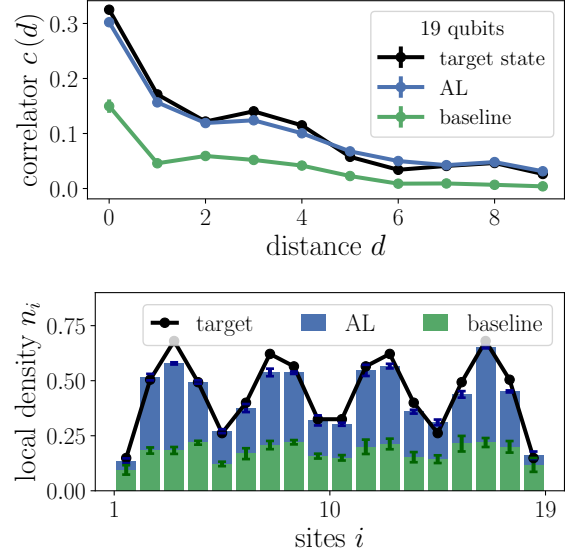 0.3
0.2
0.1
0.0
correlator c (d)
19 qubits
target state
AL
baseline
0 2 4 6 8
distance d
0.75
0.50
0.25
0.00
local density n_i
target AL baseline
1 10 19
sites i